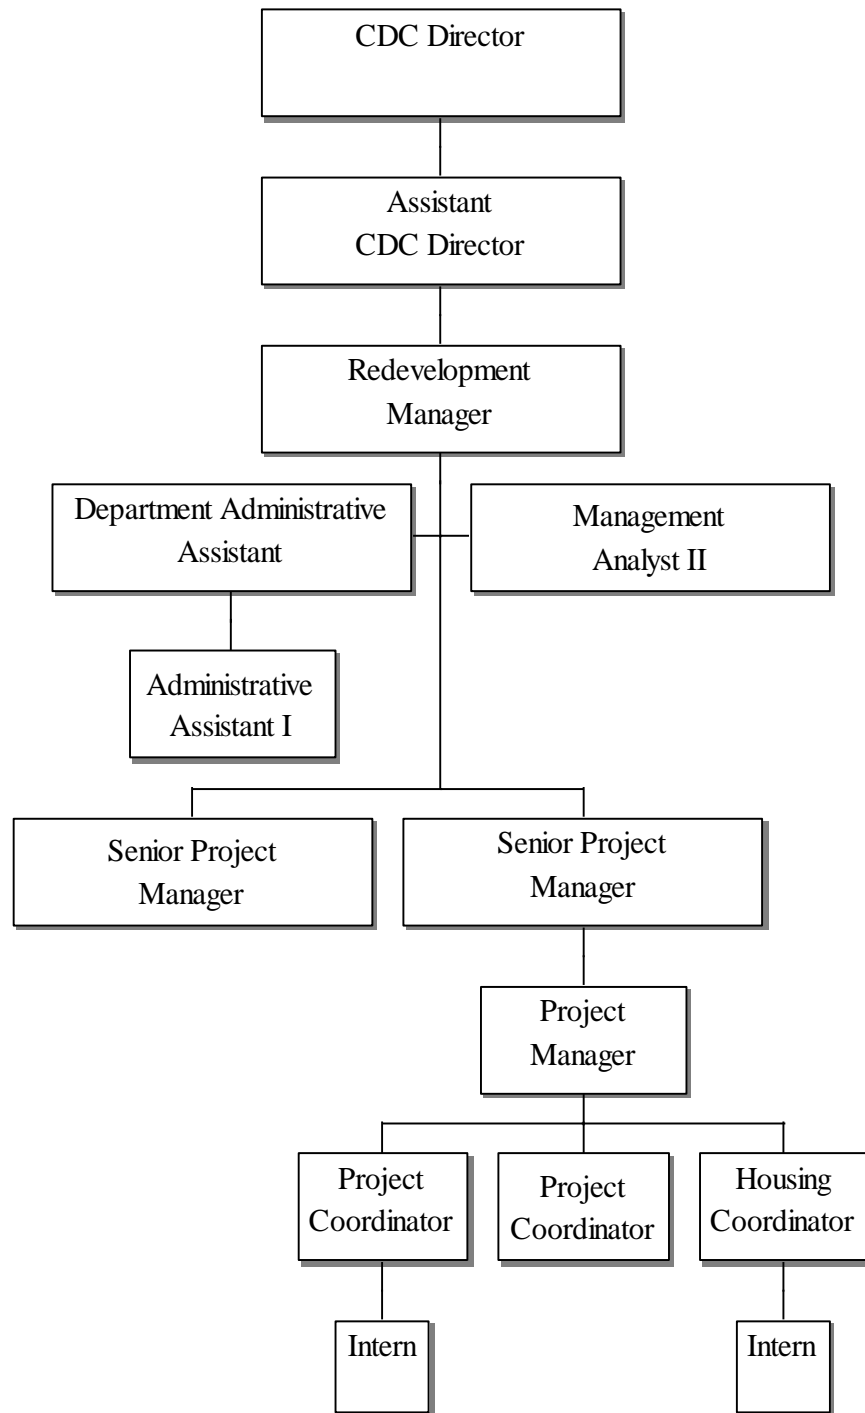 CDC Director
Assistant
CDC Director
Redevelopment
Manager
Department Administrative
Assistant
Management
Analyst II
Administrative
Assistant I
Senior Project
Manager
Senior Project
Manager
Project
Manager
Project
Coordinator
Project
Coordinator
Housing
Coordinator
Intern
Intern